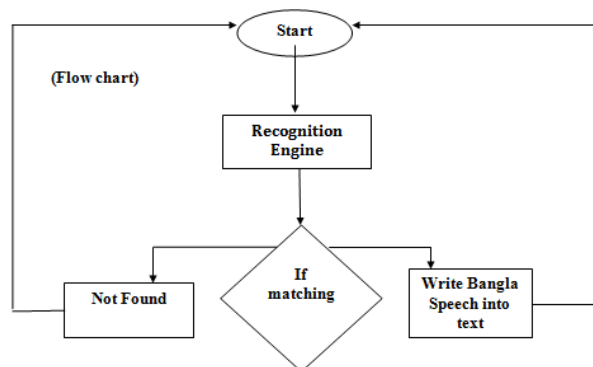 Start
(Flow chart)
Recognition
Engine
If
matching
Not Found
Write Bangla
Speech into
text